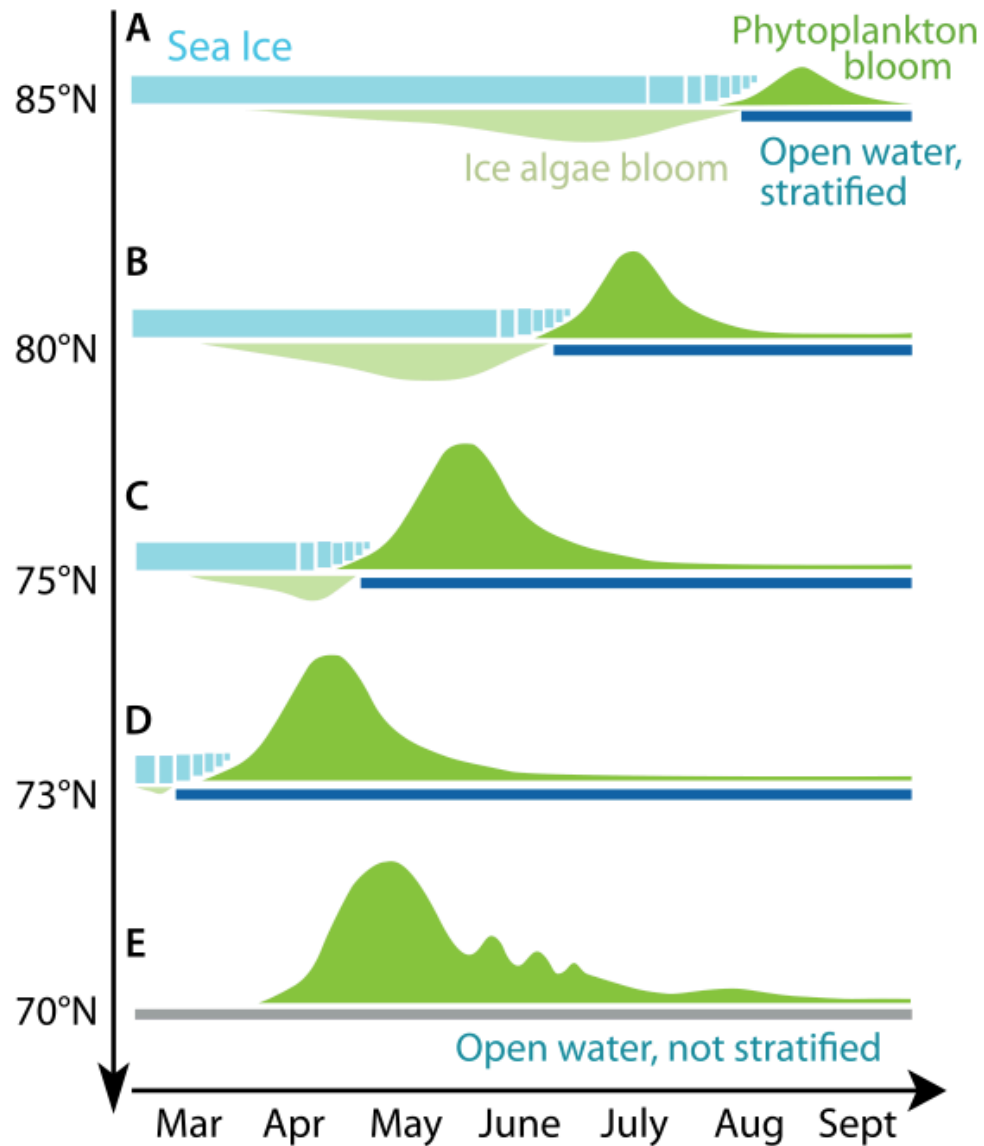 A
Sea Ice
Phytoplankton
bloom
85°N
Ice algae bloom
Open water,
stratified
B
80°N
C
75°N
D
73°N
E
70°N
Open water, not stratified
Mar Apr May June July Aug Sept